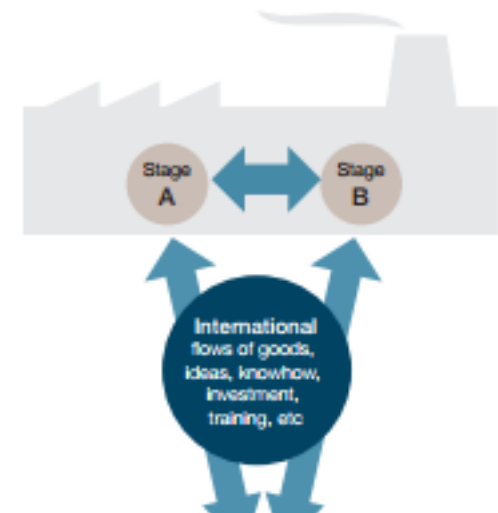 Stage
A
Stage
B
International
flows of goods,
ideas, knowhow,
investment,
training, etc